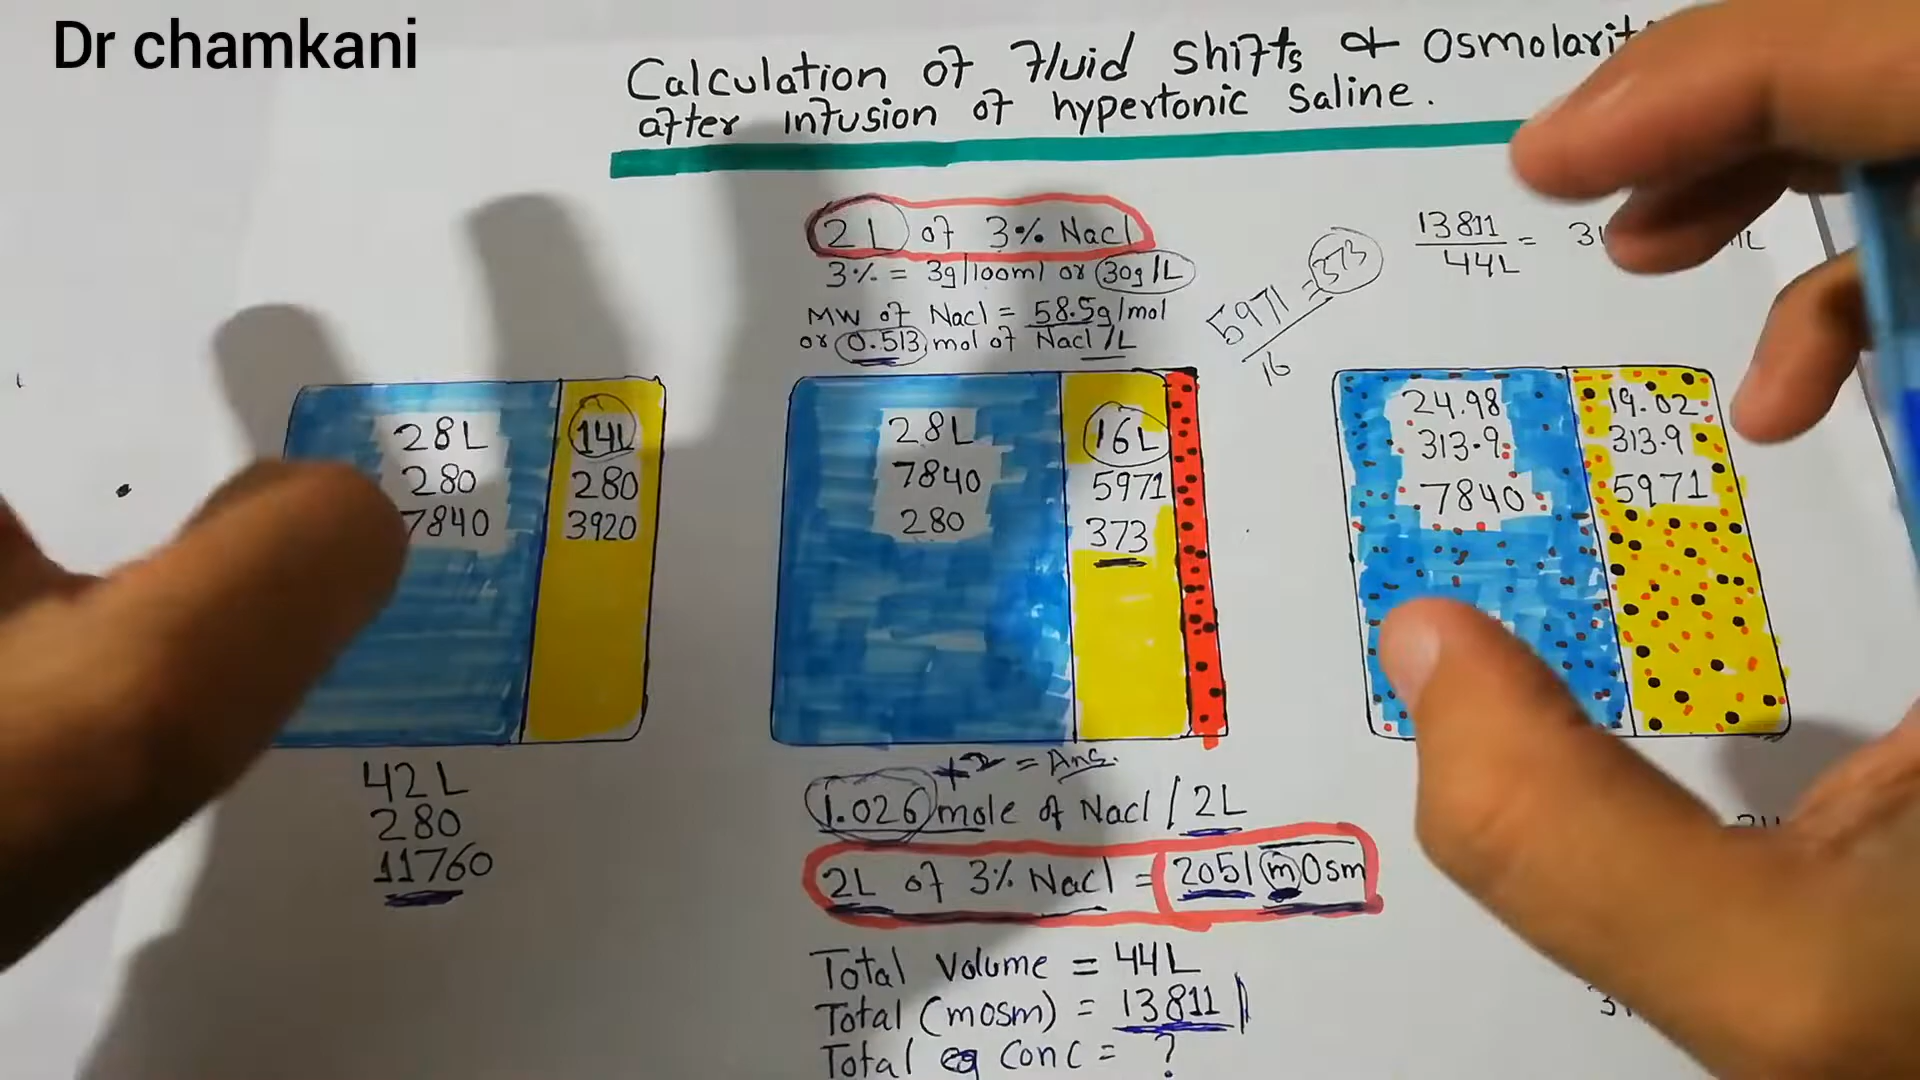 Dr chamkani
Calculation of Fluid Shifts & Osmolarit
after infusion of hypertonic Saline.
2L of 3% Nacl
3% = 3g/100ml or 30g/L
MW of Nacl = 58.5g/mol
or 0.513 mol of Nacl/L
5971/16 = 373
13811/44L = 31
28L
280
7840
14L
280
3920
28L
7840
280
16L
5971
373
24.98
313.9
7840
19.02
313.9
5971
42L
280
11760
= Ans.
1.026 mole of Nacl / 2L
2L of 3% Nacl = 2051 mOsm
Total Volume = 44L
Total (mosm) = 13811
Total eq Conc = ?